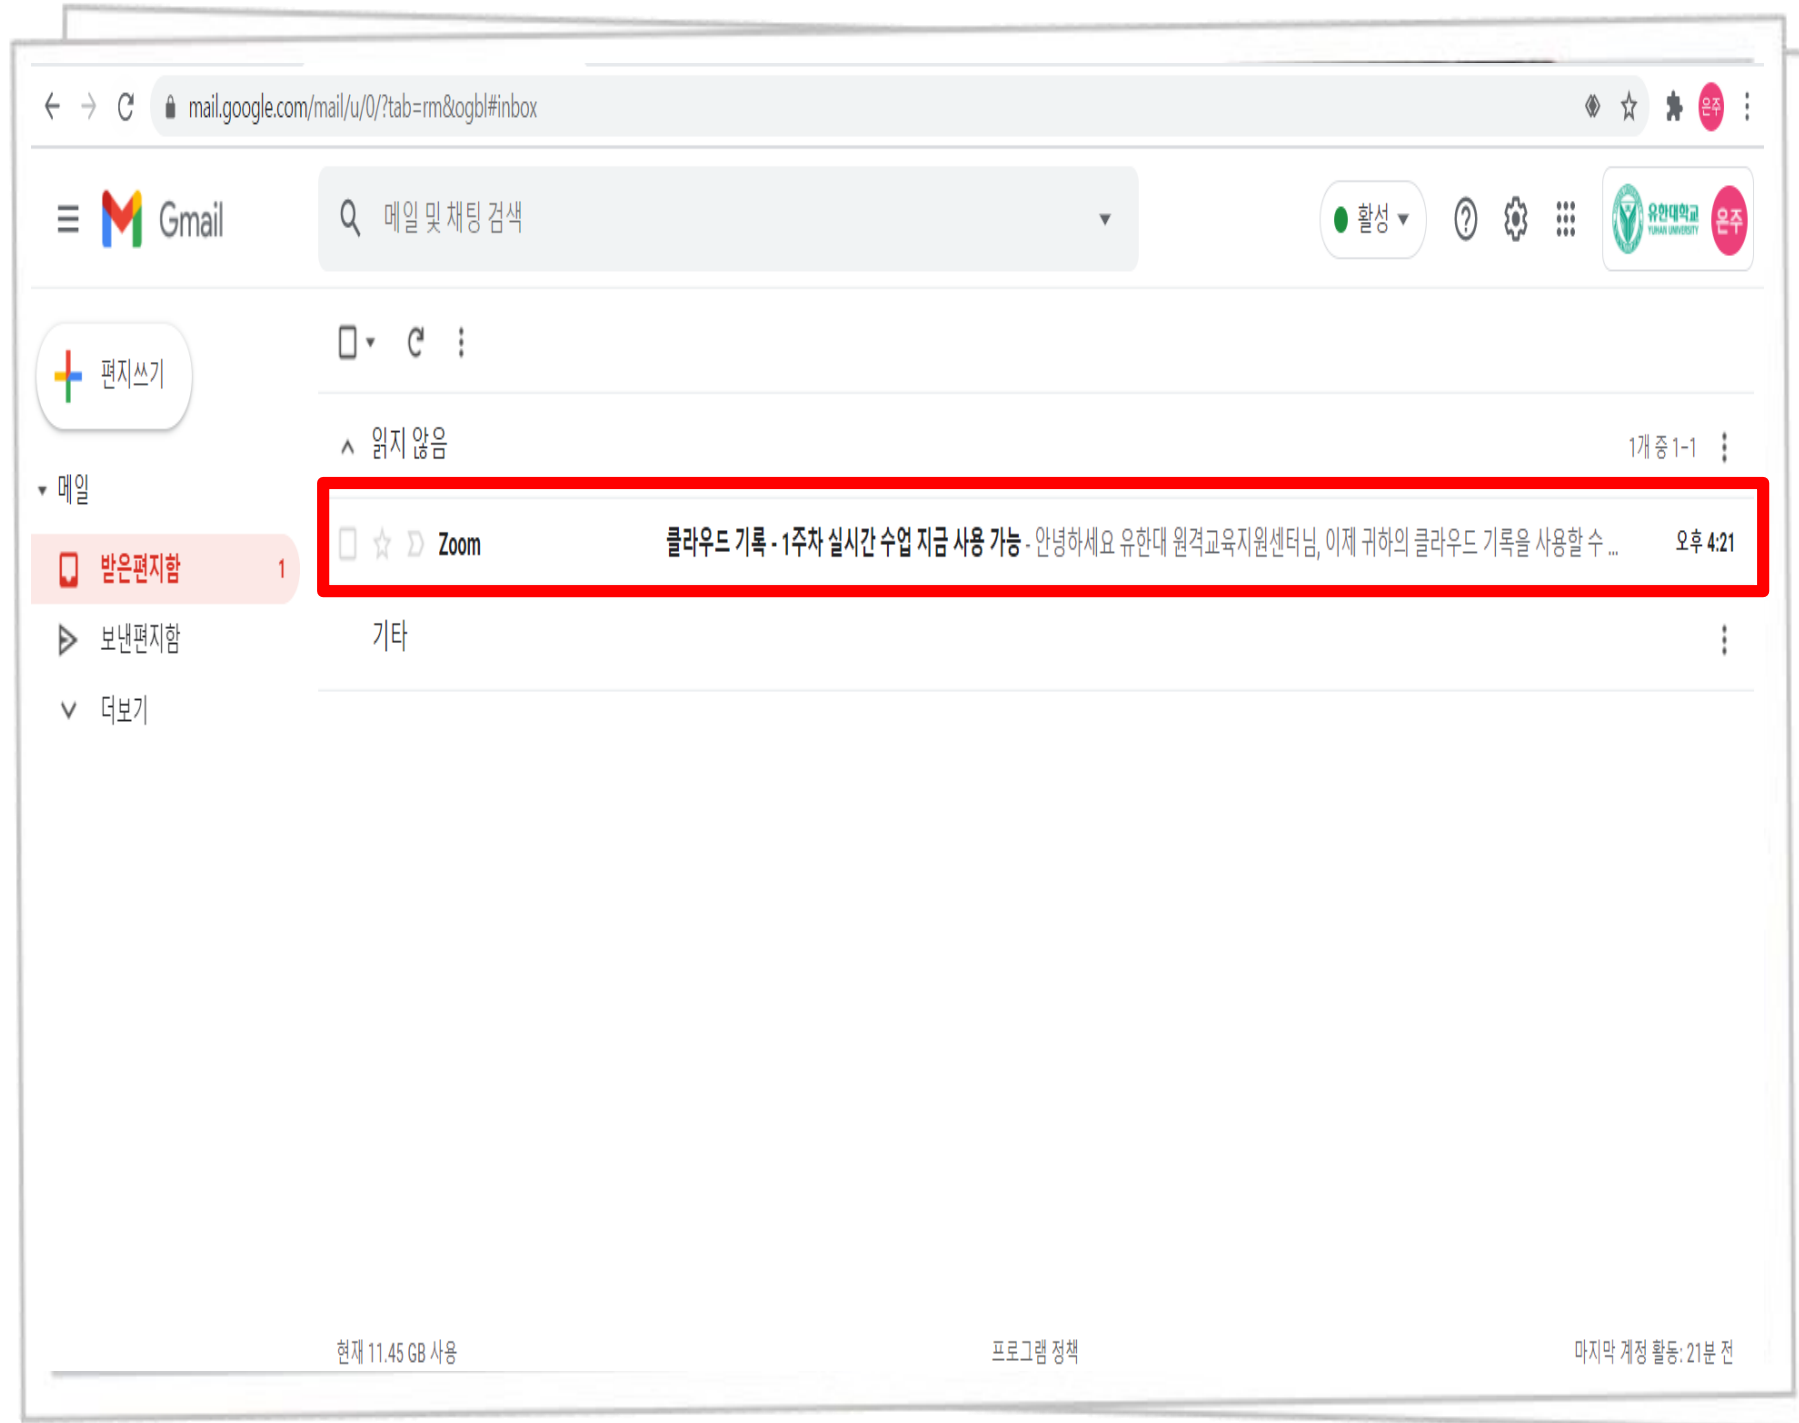 mail.google.com/mail/u/0/?tab=rm&ogbl#inbox
은주
Gmail
메일 및 채팅 검색
활성
유한대학교
YUHAN UNIVERSITY
은주
편지쓰기
읽지 않음
1개 중 1-1
메일
Zoom 클라우드 기록 - 1주차 실시간 수업 지금 사용 가능 - 안녕하세요 유한대 원격교육지원센터님, 이제 귀하의 클라우드 기록을 사용할 수 ... 오후 4:21
받은편지함 1
보낸편지함
기타
더보기
현재 11.45 GB 사용
프로그램 정책
마지막 계정 활동: 21분 전